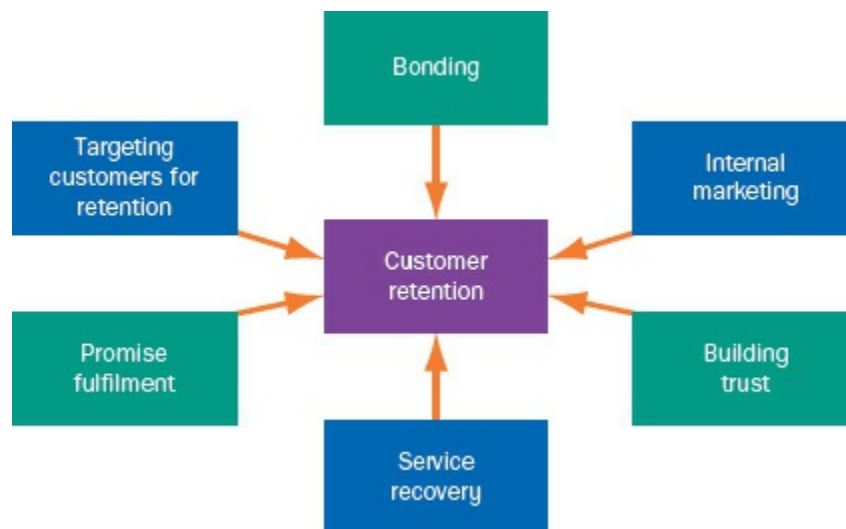 Bonding
Targeting
customers for
retention
Internal
marketing
Customer
retention
Promise
fulfilment
Building
trust
Service
recovery